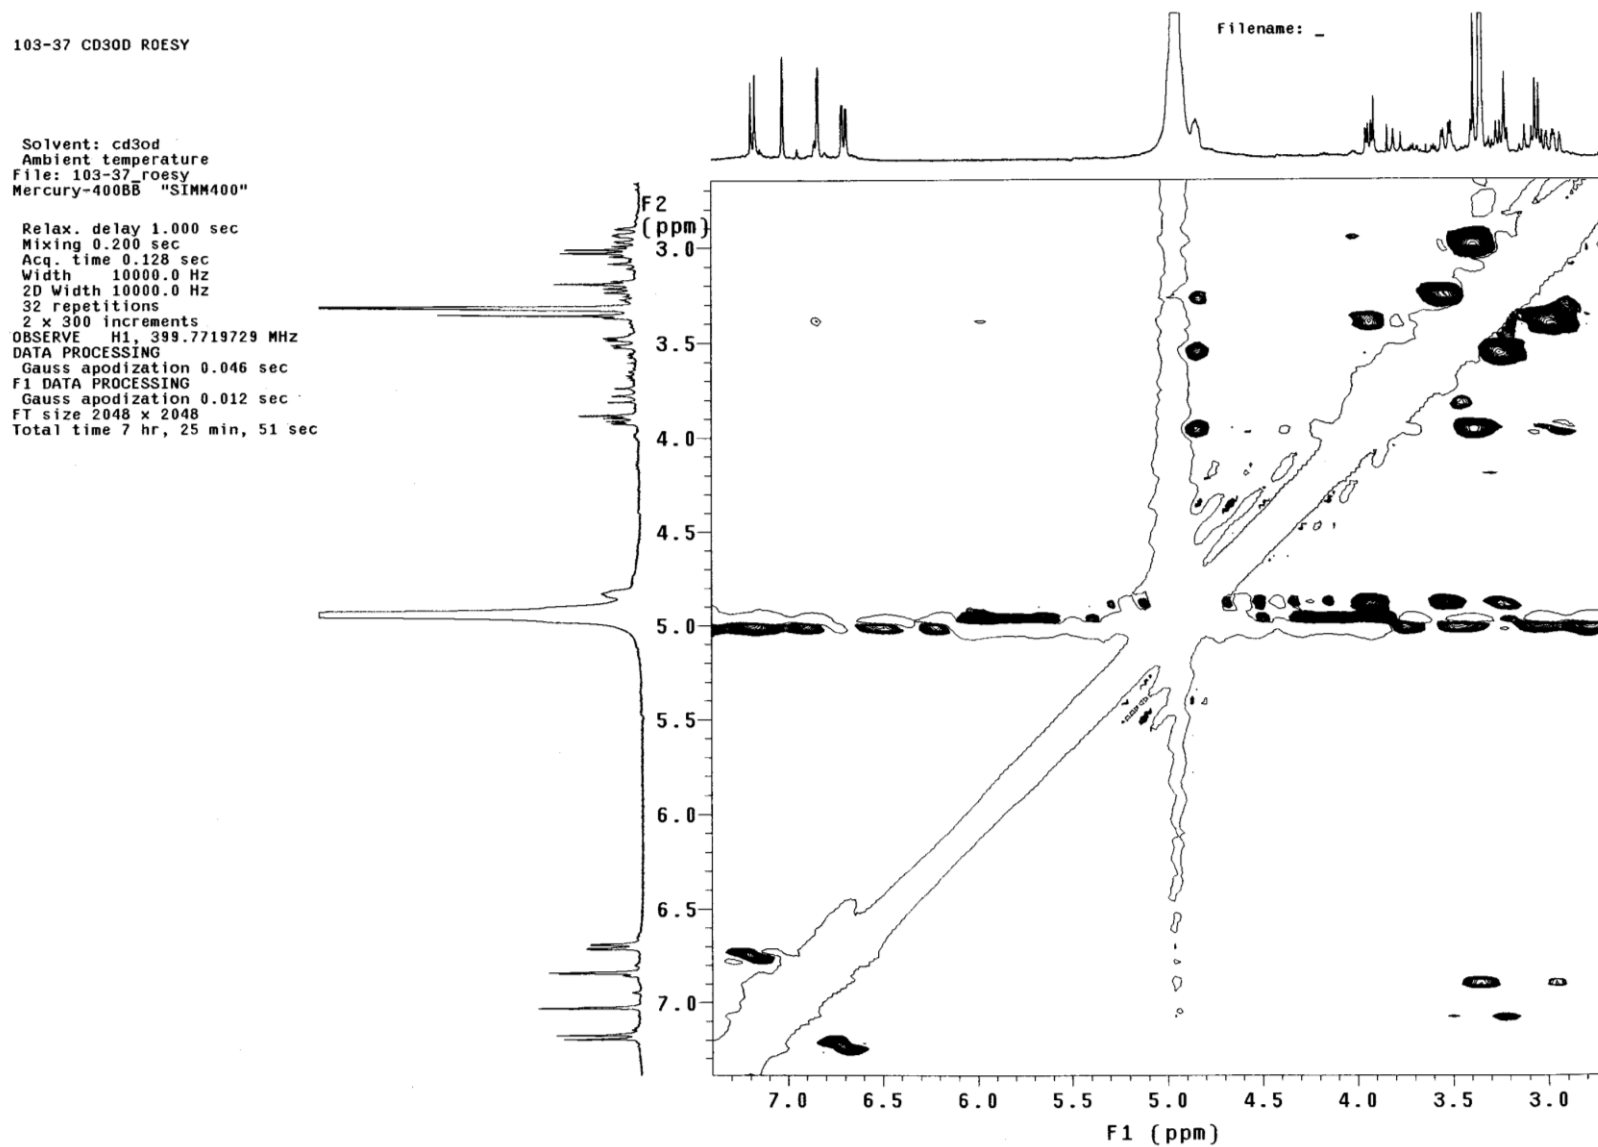 103-37 CD3OD ROESY
Filename: _
Solvent: cd3od
Ambient temperature
File: 103-37_roesy
Mercury-400BB "SIMM400"
Relax. delay 1.000 sec
Mixing 0.200 sec
Acq. time 0.128 sec
Width 10000.0 Hz
2D Width 10000.0 Hz
32 repetitions
2 x 300 increments
OBSERVE H1, 399.7719729 MHz
DATA PROCESSING
Gauss apodization 0.046 sec
F1 DATA PROCESSING
Gauss apodization 0.012 sec
FT size 2048 x 2048
Total time 7 hr, 25 min, 51 sec
F2
(ppm)
3.0
3.5
4.0
4.5
5.0
5.5
6.0
6.5
7.0
7.0 6.5 6.0 5.5 5.0 4.5 4.0 3.5 3.0
F1 (ppm)